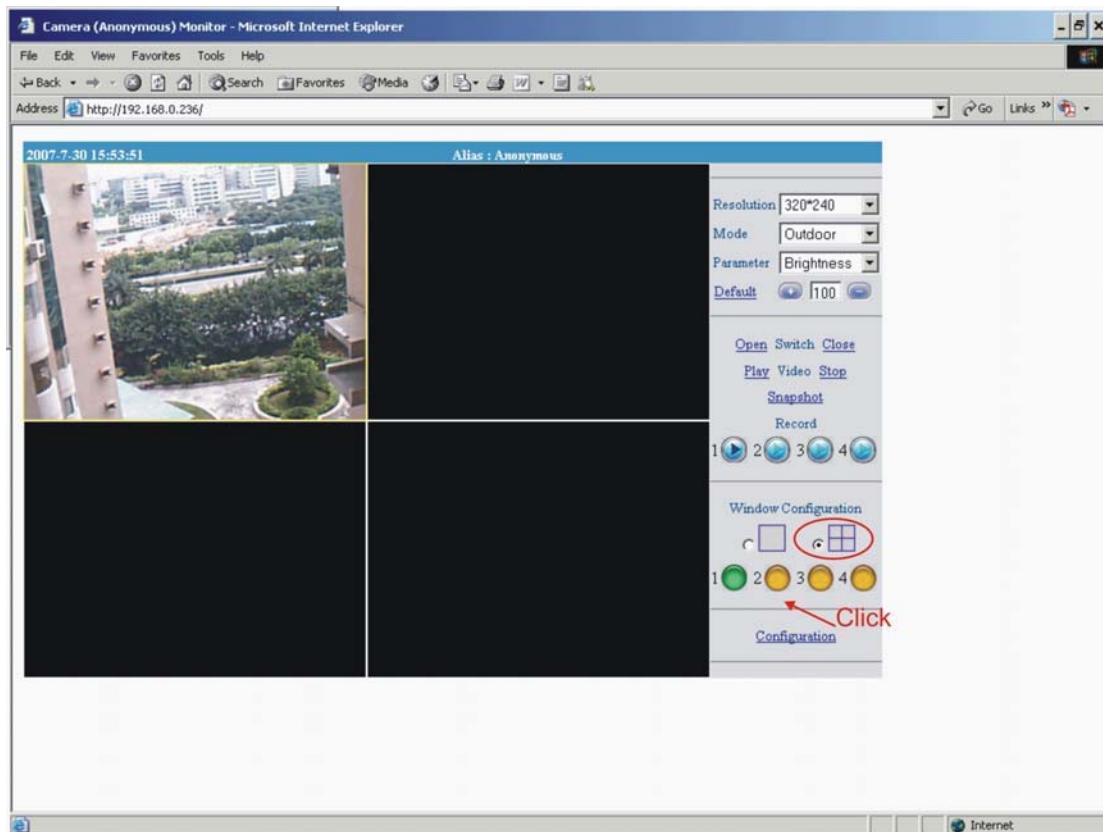 Camera (Anonymous) Monitor - Microsoft Internet Explorer
File Edit View Favorites Tools Help
Back Search Favorites Media
Address http://192.168.0.236/ Go Links »
2007-7-30 15:53:51 Alias : Anonymous
Resolution 320*240
Mode Outdoor
Parameter Brightness
Default 100
Open Switch Close
Play Video Stop
Snapshot
Record
1 2 3 4
Window Configuration
1 2 3 4
Click
Configuration
Internet